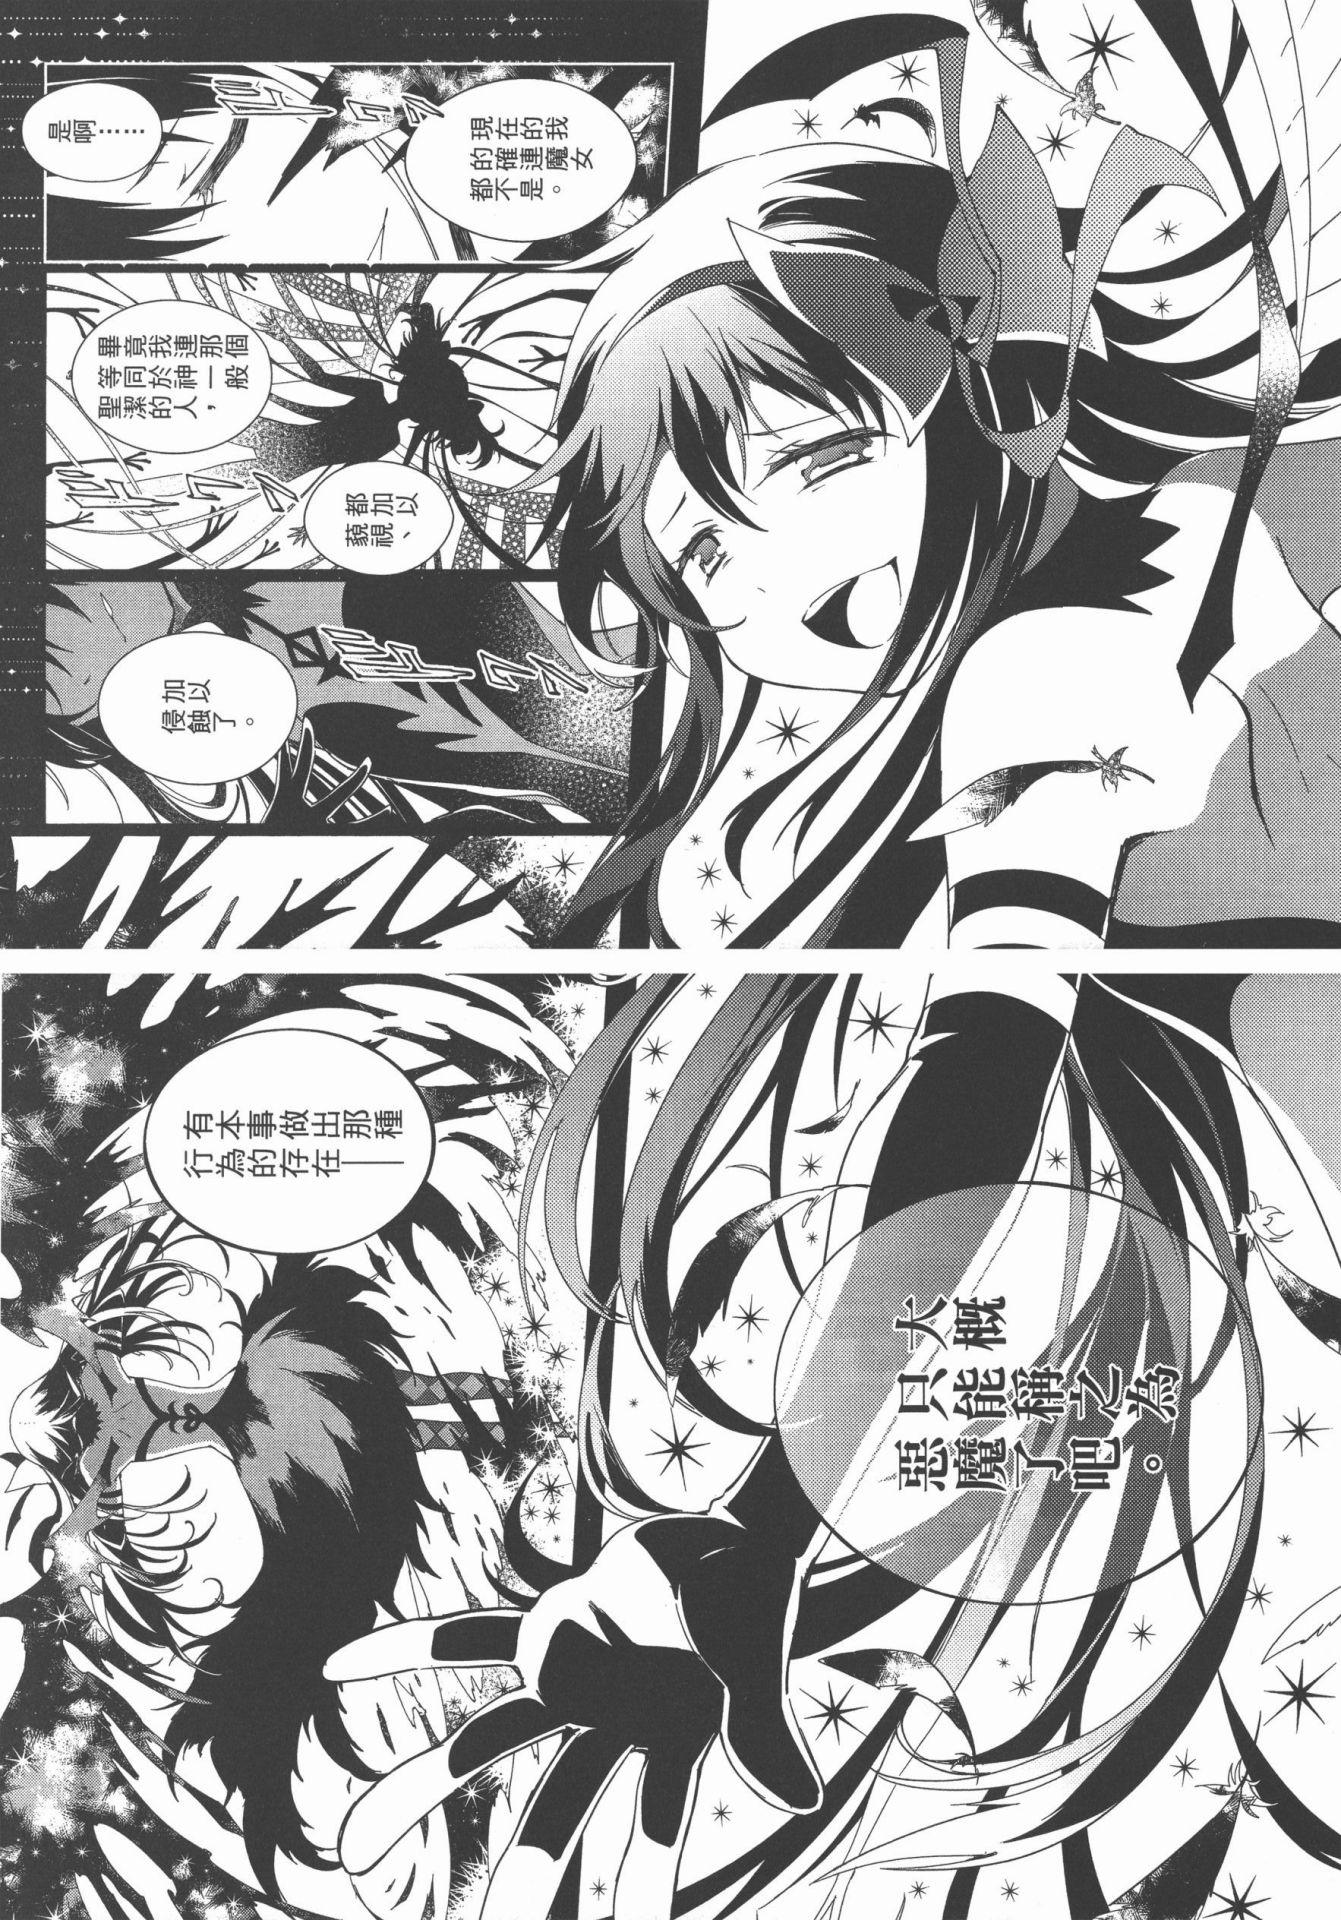 是啊……
現在的我
的確連魔女
都不是。
畢竟我連那個
等同於神一般
聖潔的人，
都加以
藐視、
加以
侵蝕了。
有本事做出那種
行為的存在——
大概
只能稱之為
惡魔了吧。